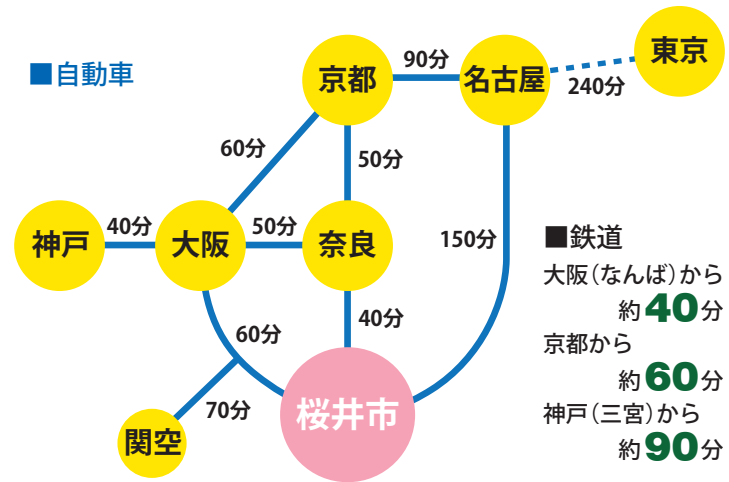 ■自動車
東京
京都
90分
名古屋
240分
60分
50分
神戸
40分
大阪
50分
奈良
150分
■鉄道
大阪（なんば）から
約40分
京都から
約60分
神戸（三宮）から
約90分
60分
40分
70分
関空
桜井市